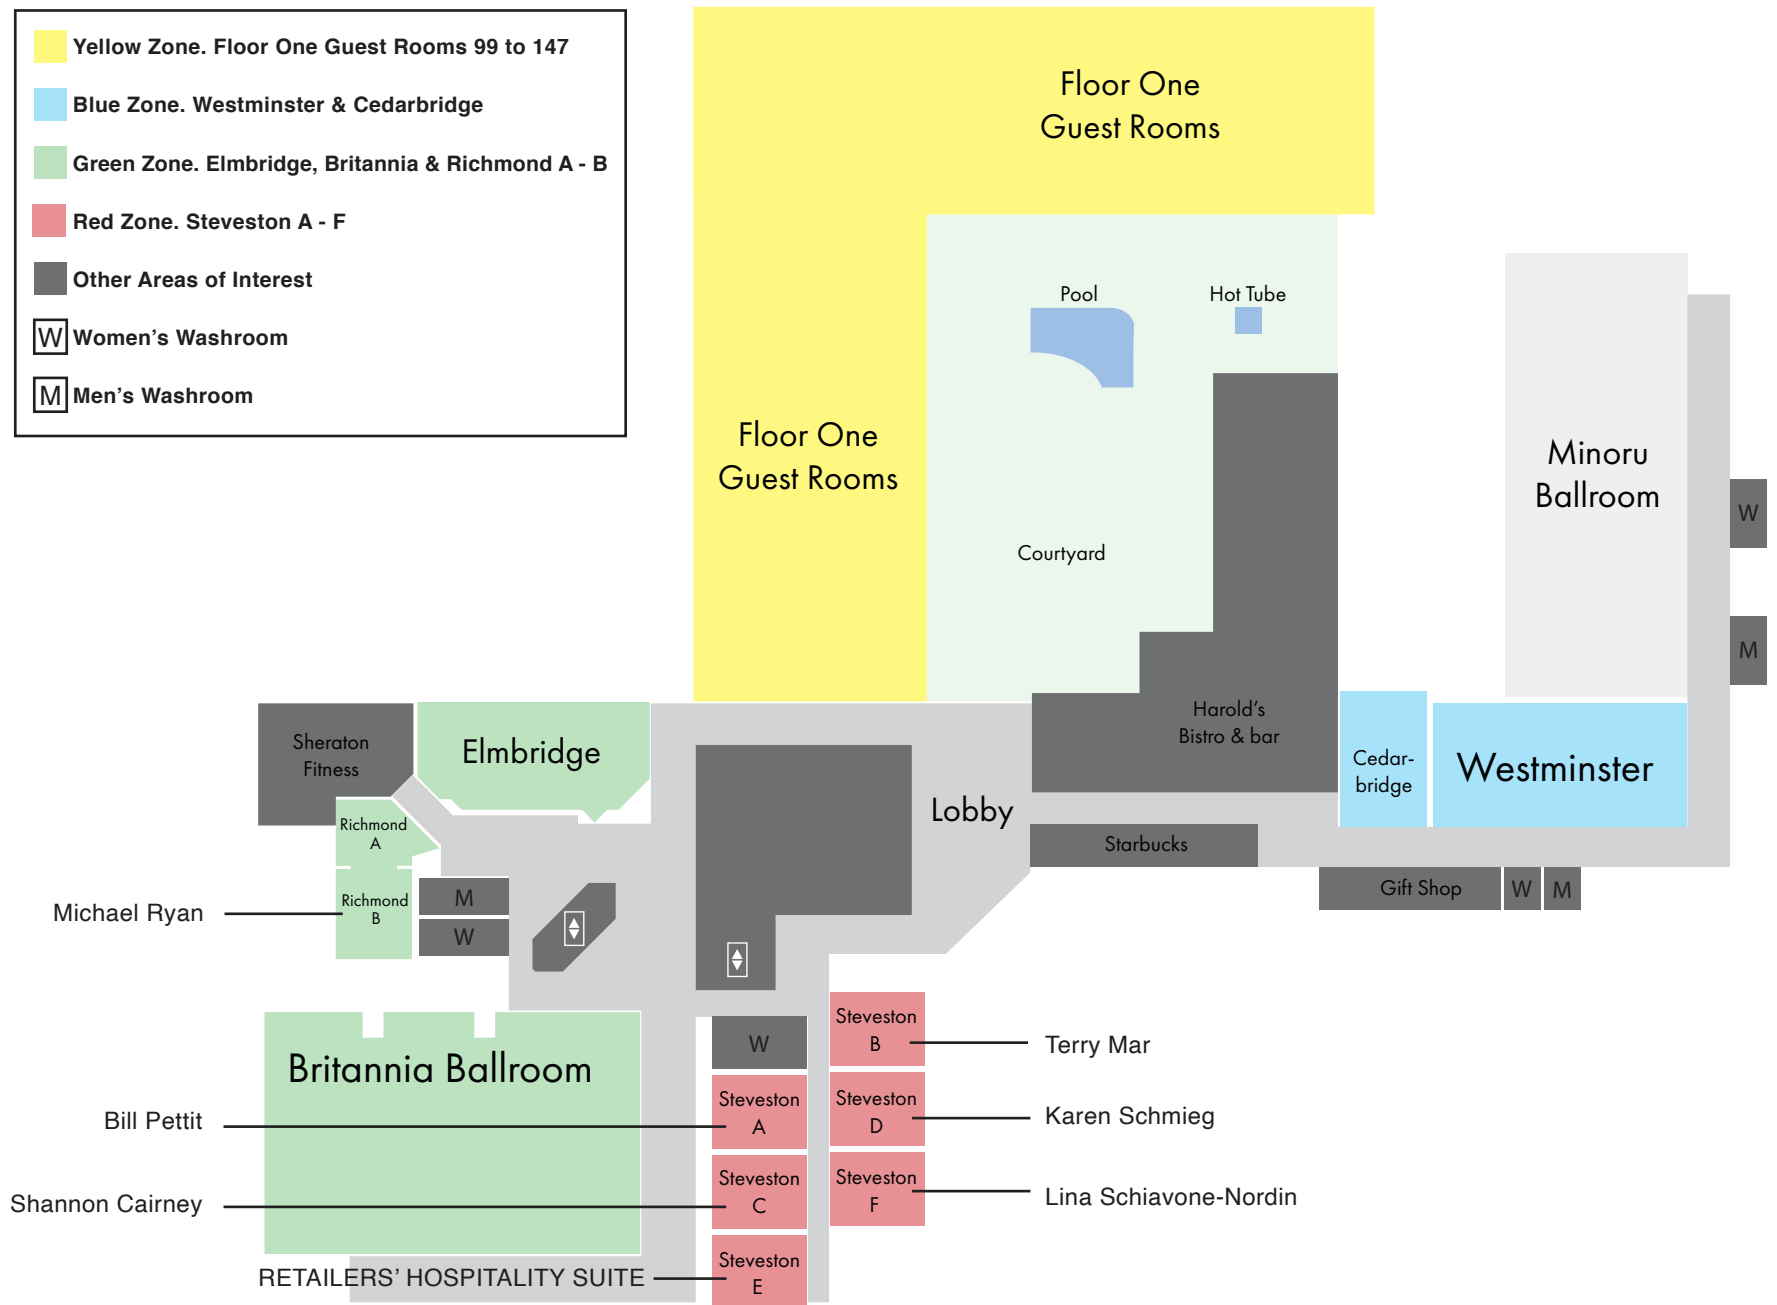 Yellow Zone. Floor One Guest Rooms 99 to 147
Blue Zone. Westminster & Cedarbridge
Green Zone. Elmbridge, Britannia & Richmond A - B
Red Zone. Steveston A - F
Other Areas of Interest
W Women's Washroom
M Men's Washroom
Floor One
Guest Rooms
Pool
Hot Tube
Floor One
Guest Rooms
Courtyard
Minoru
Ballroom
W
M
Harold's
Bistro & bar
Cedar-
bridge
Westminster
Sheraton
Fitness
Elmbridge
Lobby
Starbucks
Gift Shop
W
M
Richmond
A
Richmond
B
M
W
Michael Ryan
Britannia Ballroom
W
Steveston
A
Steveston
B
Steveston
C
Steveston
D
Steveston
E
Steveston
F
Terry Mar
Bill Pettit
Karen Schmieg
Shannon Cairney
Lina Schiavone-Nordin
RETAILERS' HOSPITALITY SUITE